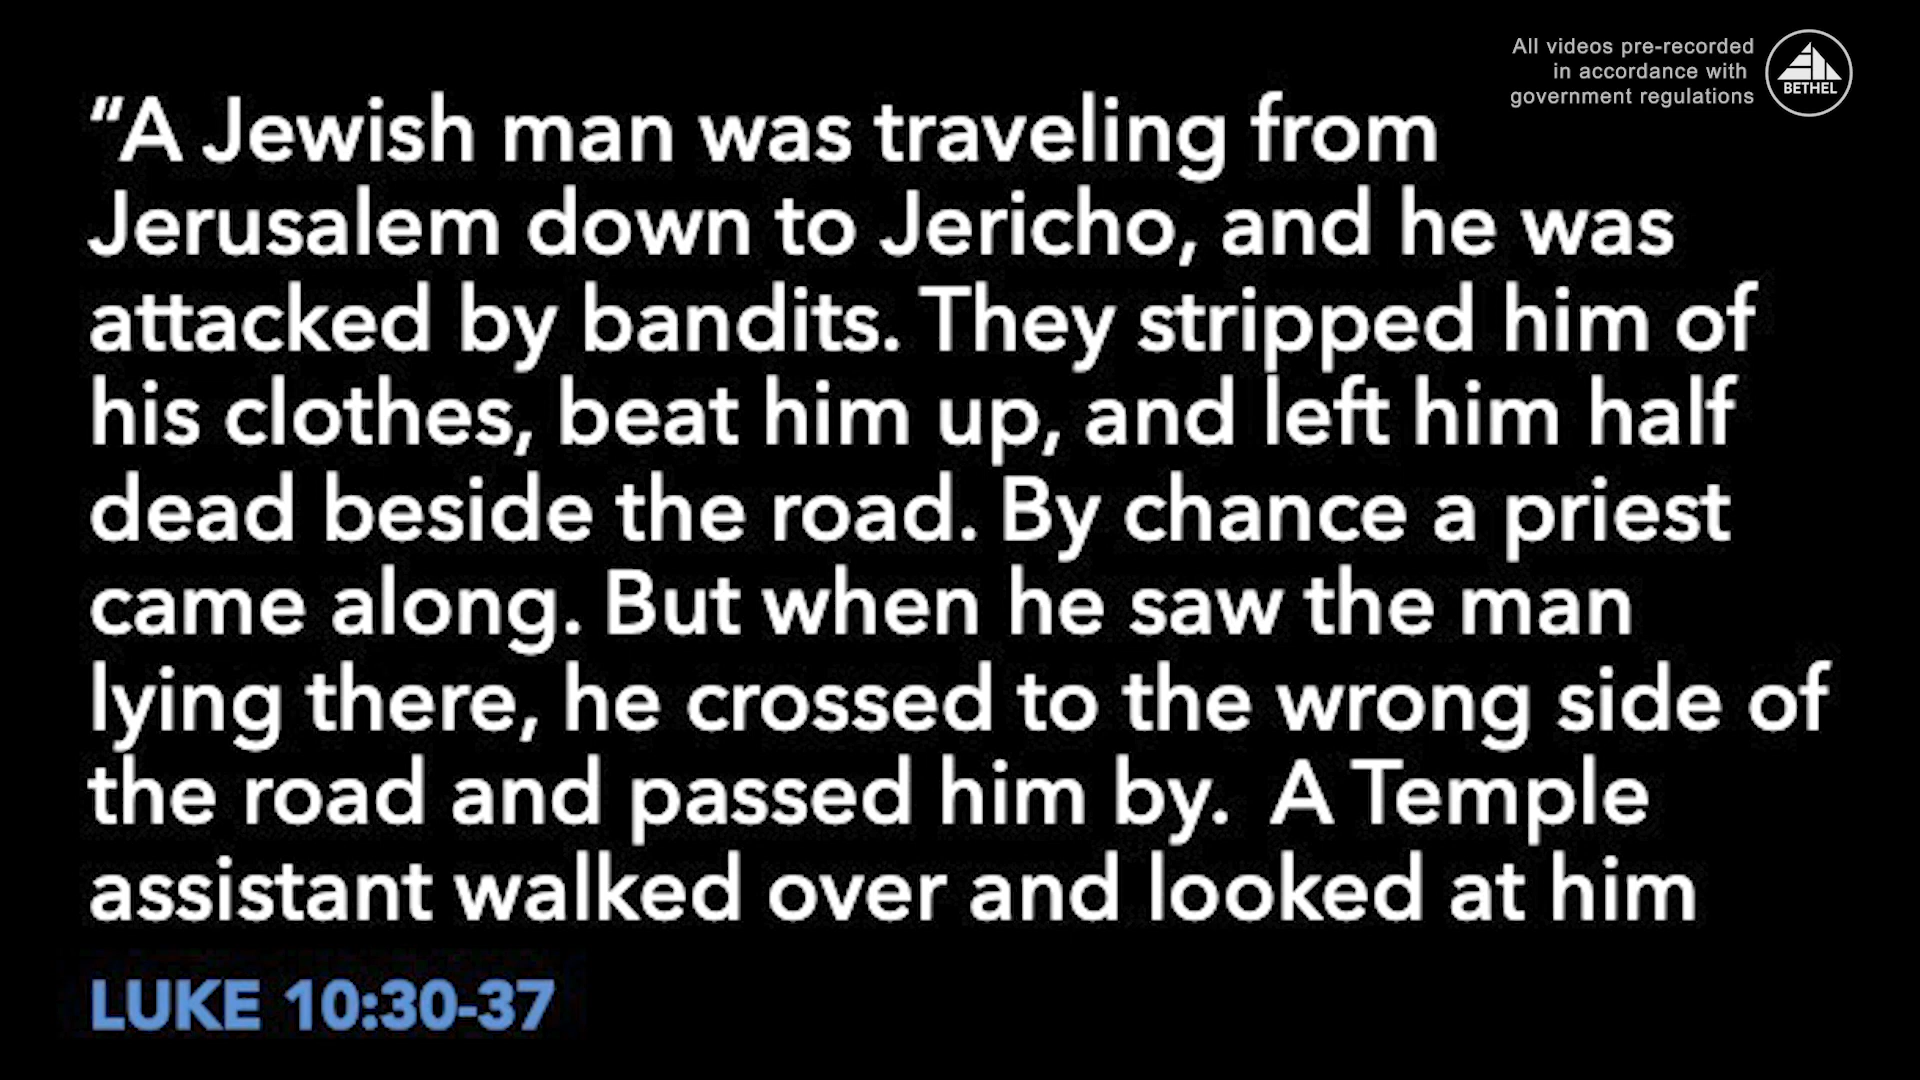 All videos pre-recorded
in accordance with
government regulations
BETHEL
“A Jewish man was traveling from
Jerusalem down to Jericho, and he was
attacked by bandits. They stripped him of
his clothes, beat him up, and left him half
dead beside the road. By chance a priest
came along. But when he saw the man
lying there, he crossed to the wrong side of
the road and passed him by.  A Temple
assistant walked over and looked at him
LUKE 10:30-37